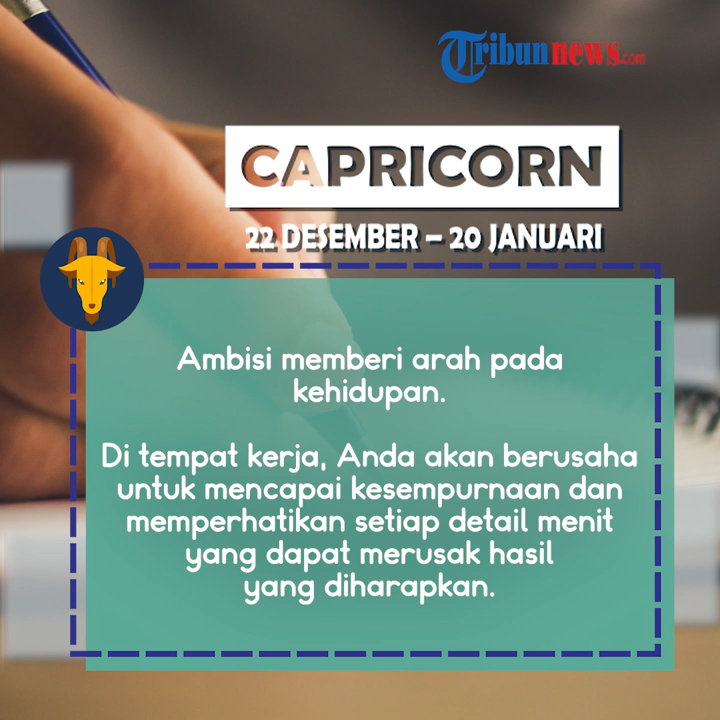 Tribunnews.com
CAPRICORN
22 DESEMBER – 20 JANUARI
Ambisi memberi arah pada
kehidupan.
Di tempat kerja, Anda akan berusaha
untuk mencapai kesempurnaan dan
memperhatikan setiap detail menit
yang dapat merusak hasil
yang diharapkan.